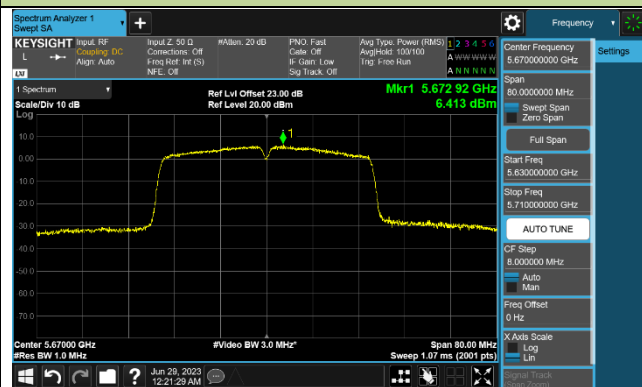 Spectrum Analyzer 1
Swept SA
+
Frequency
KEYSIGHT
L
LXI
Input: RF
Coupling: DC
Align: Auto
Input Z: 50 Ω
Corrections: Off
Freq Ref: Int (S)
NFE: Off
#Atten: 20 dB
PNO: Fast
Gate: Off
IF Gain: Low
Sig Track: Off
Avg Type: Power (RMS)
Avg|Hold: 100/100
Trig: Free Run
1 2 3 4 5 6
A W W W W W
A N N N N N
1 Spectrum
Scale/Div 10 dB
Log
Ref Lvl Offset 23.00 dB
Ref Level 20.00 dBm
Mkr1 5.672 92 GHz
6.413 dBm
1
10.0
0.00
-10.0
-20.0
-30.0
-40.0
-50.0
-60.0
-70.0
Center 5.67000 GHz
#Res BW 1.0 MHz
#Video BW 3.0 MHz*
Span 80.00 MHz
Sweep 1.07 ms (2001 pts)
Jun 29, 2023
12:21:29 AM
Center Frequency
5.670000000 GHz
Settings
Span
80.0000000 MHz
Swept Span
Zero Span
Full Span
Start Freq
5.630000000 GHz
Stop Freq
5.710000000 GHz
AUTO TUNE
CF Step
8.000000 MHz
Auto
Man
Freq Offset
0 Hz
X Axis Scale
Log
Lin
Signal Track
(Span Zoom)